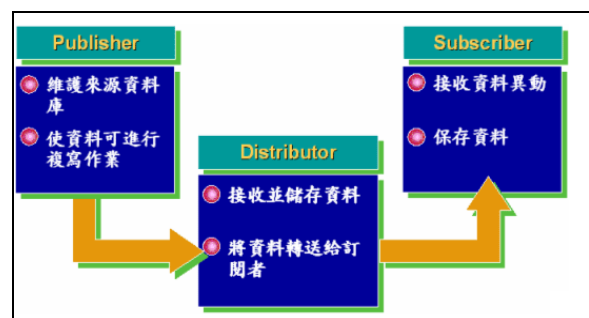 Publisher
維護來源資料
庫
使資料可進行
複寫作業
Distributor
接收並儲存資料
將資料轉送給訂
閱者
Subscriber
接收資料異動
保存資料